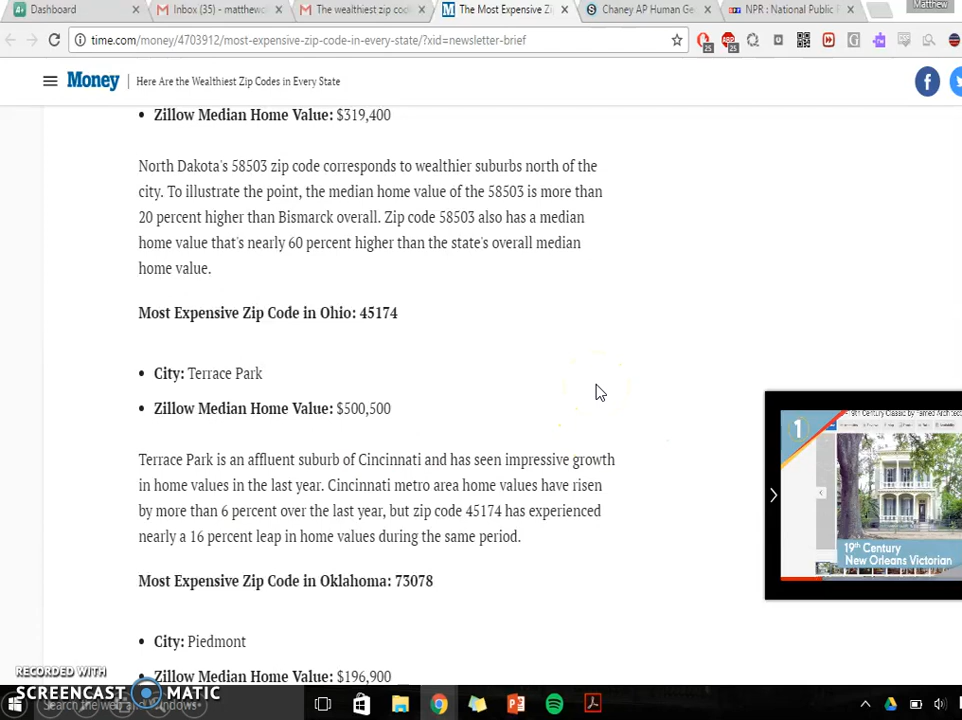 Dashboard
Inbox (35) - matthewc
The wealthiest zip cod
The Most Expensive Zi
Chaney AP Human Ge
NPR : National Public
Matthew
time.com/money/4703912/most-expensive-zip-code-in-every-state/?xid=newsletter-brief
25
25
Money
Here Are the Wealthiest Zip Codes in Every State
• Zillow Median Home Value: $319,400
North Dakota's 58503 zip code corresponds to wealthier suburbs north of the
city. To illustrate the point, the median home value of the 58503 is more than
20 percent higher than Bismarck overall. Zip code 58503 also has a median
home value that's nearly 60 percent higher than the state's overall median
home value.
Most Expensive Zip Code in Ohio: 45174
• City: Terrace Park
• Zillow Median Home Value: $500,500
1
19th Century
New Orleans Victorian
Terrace Park is an affluent suburb of Cincinnati and has seen impressive growth
in home values in the last year. Cincinnati metro area home values have risen
by more than 6 percent over the last year, but zip code 45174 has experienced
nearly a 16 percent leap in home values during the same period.
Most Expensive Zip Code in Oklahoma: 73078
• City: Piedmont
• Zillow Median Home Value: $196,900
RECORDED WITH
SCREENCAST MATIC
Search the web and Windows